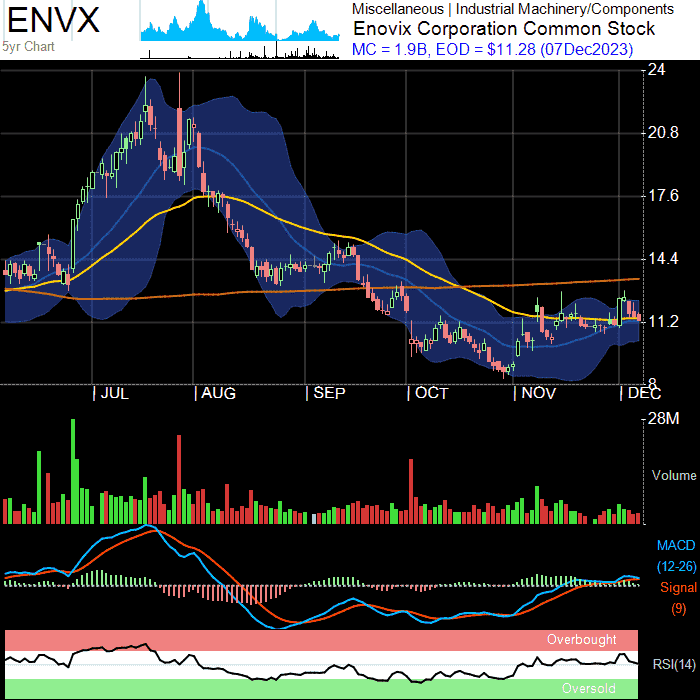 ENVX
5yr Chart
Miscellaneous | Industrial Machinery/Components
Enovix Corporation Common Stock
MC = 1.9B, EOD = $11.28 (07Dec2023)
24
20.8
17.6
14.4
11.2
8
| JUL | AUG | SEP | OCT | NOV | DEC
28M
Volume
MACD
(12-26)
Signal
(9)
Overbought
RSI(14)
Oversold